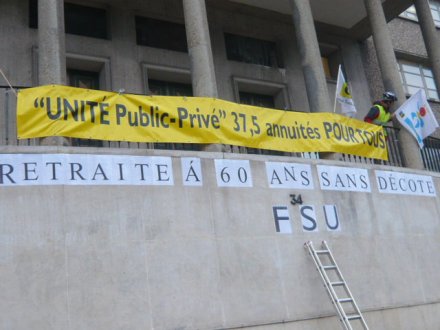 “UNITÉ Public-Privé” 37,5 annuités POUR TOUS
RETRAITE À 60 ANS SANS DÉCOTE
34
FSU